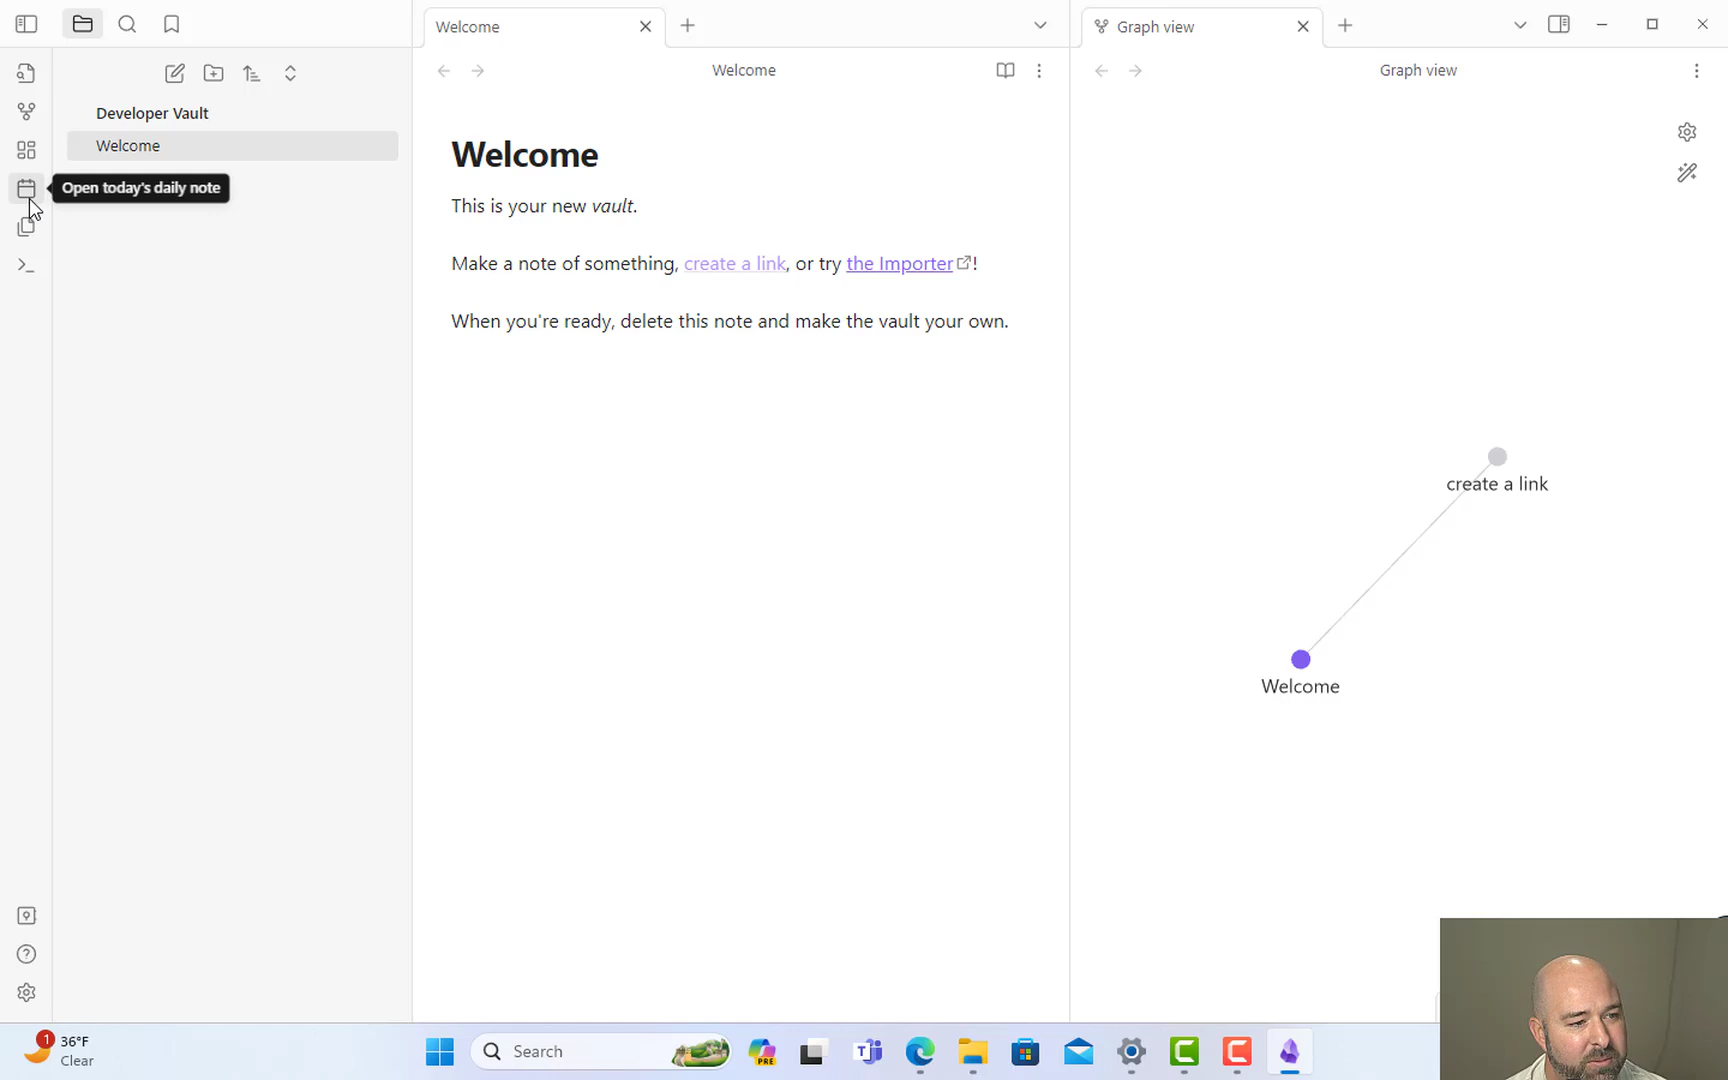 Welcome
Graph view
Welcome
Graph view
Developer Vault
Welcome
Open today's daily note
Welcome
This is your new vault.
Make a note of something, create a link, or try the Importer!
When you're ready, delete this note and make the vault your own.
create a link
Welcome
1
36°F
Clear
Search
PRE